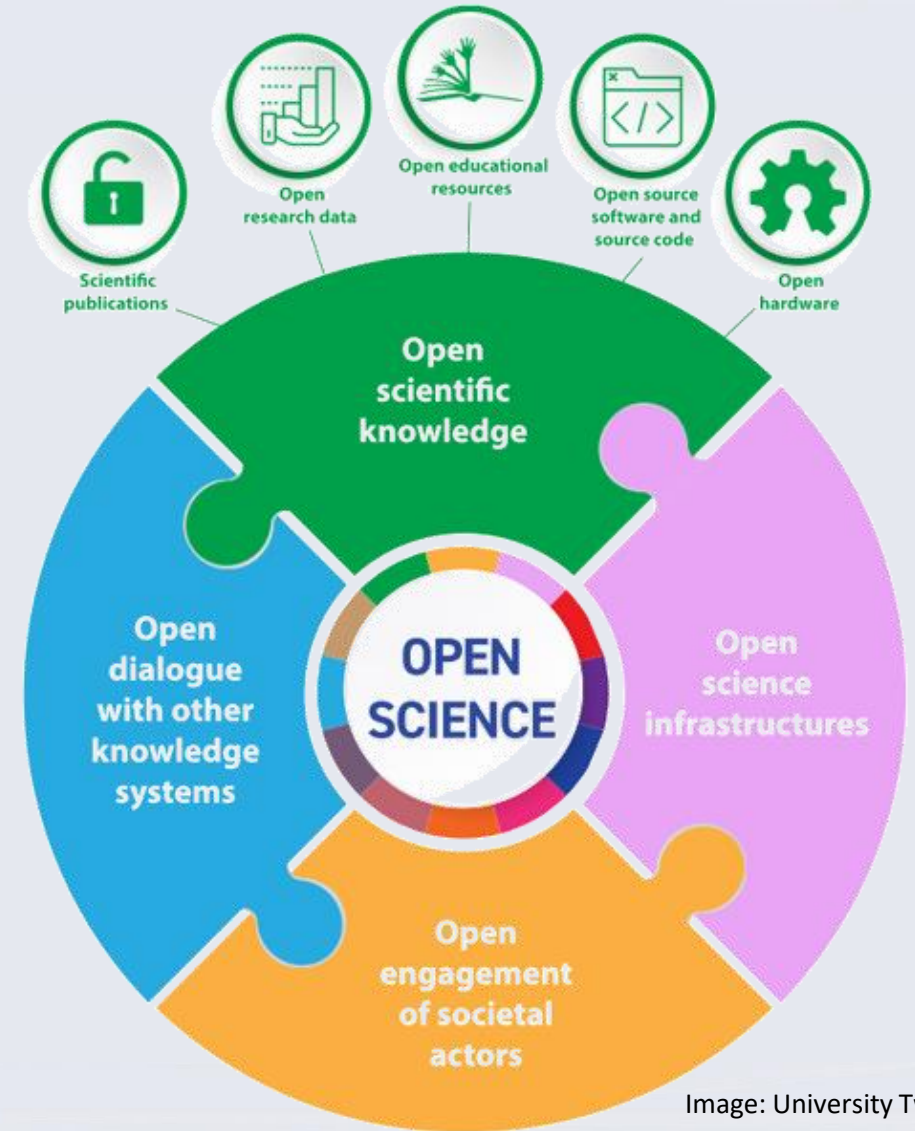 Scientific
publications
Open
research data
Open educational
resources
Open source
software and
source code
Open
hardware
Open
scientific
knowledge
Open
dialogue
with other
knowledge
systems
OPEN
SCIENCE
Open
science
infrastructures
Open
engagement
of societal
actors
Image: University